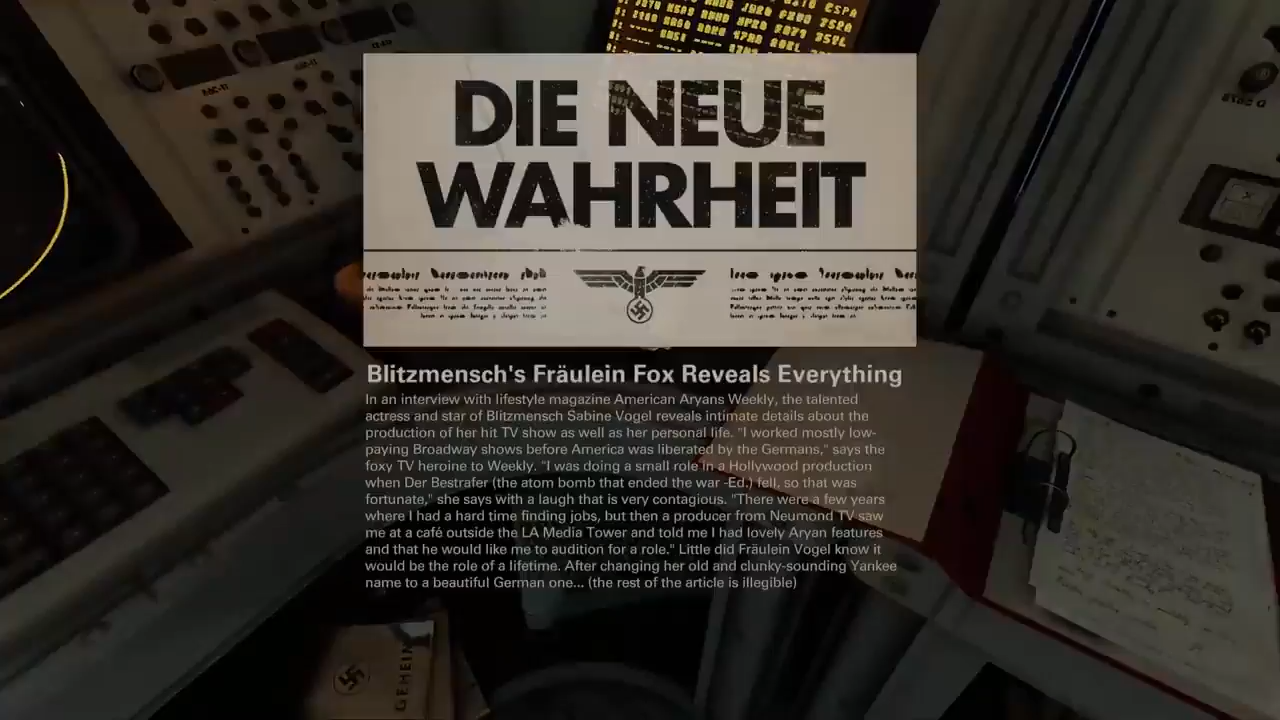 DIE NEUE
WAHRHEIT
Blitzmensch's Fräulein Fox Reveals Everything
In an interview with lifestyle magazine American Aryans Weekly, the talented
actress and star of Blitzmensch Sabine Vogel reveals intimate details about the
production of her hit TV show as well as her personal life. "I worked mostly low-
paying Broadway shows before America was liberated by the Germans," says the
foxy TV heroine to Weekly. "I was doing a small role in a Hollywood production
when Der Bestrafer (the atom bomb that ended the war -Ed.) fell, so that was
fortunate," she says with a laugh that is very contagious. "There were a few years
where I had a hard time finding jobs, but then a producer from Neumond TV saw
me at a café outside the LA Media Tower and told me I had lovely Aryan features
and that he would like me to audition for a role." Little did Fräulein Vogel know it
would be the role of a lifetime. After changing her old and clunky-sounding Yankee
name to a beautiful German one... (the rest of the article is illegible)
GEHEIM